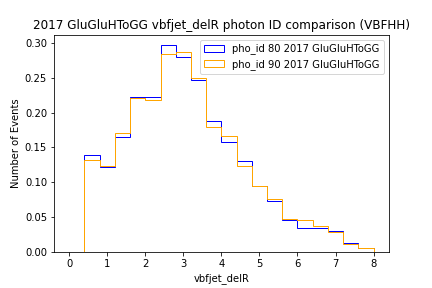 2017 GluGluHToGG vbfjet_delR photon ID comparison (VBFHH)
pho_id 80 2017 GluGluHToGG
pho_id 90 2017 GluGluHToGG
Number of Events
0.30
0.25
0.20
0.15
0.10
0.05
0.00
0 1 2 3 4 5 6 7 8
vbfjet_delR